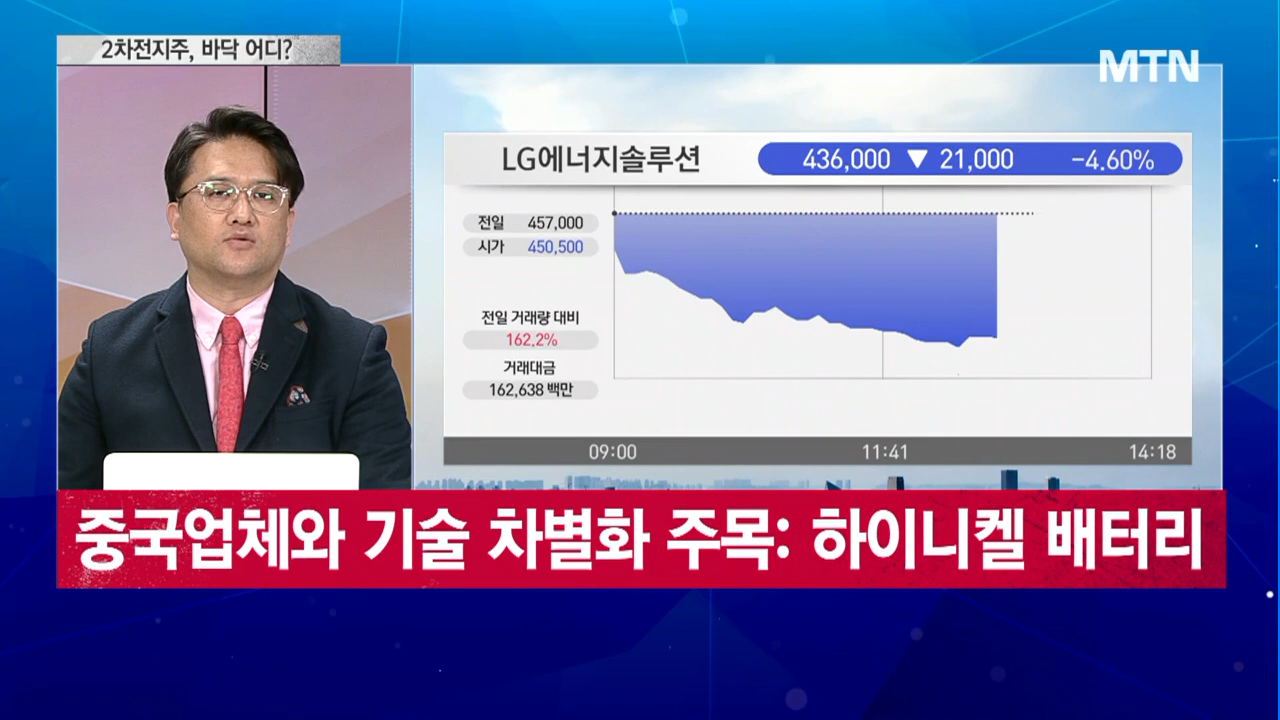 2차전지주, 바닥 어디?
MTN
LG에너지솔루션 436,000 ▼ 21,000 -4.60%
전일 457,000
시가 450,500
전일 거래량 대비
162.2%
거래대금
162,638 백만
09:00 11:41 14:18
중국업체와 기술 차별화 주목: 하이니켈 배터리